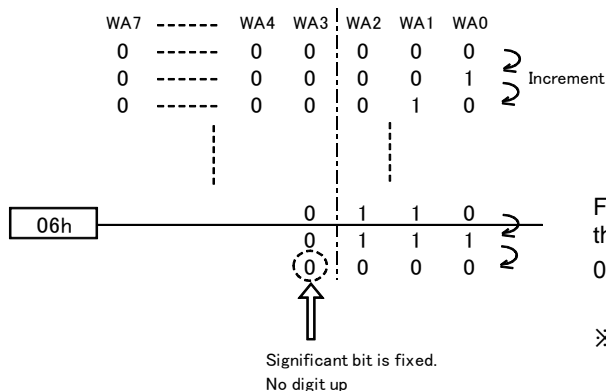 WA7 ------ WA4 WA3 WA2 WA1 WA0
0 ------ 0 0 0 0 0
0 ------ 0 0 0 0 1
Increment
0 ------ 0 0 0 1 0
0 1 1 0
06h
0 1 1 1
0 0 0 0
Significant bit is fixed.
No digit up
F
th
0
※